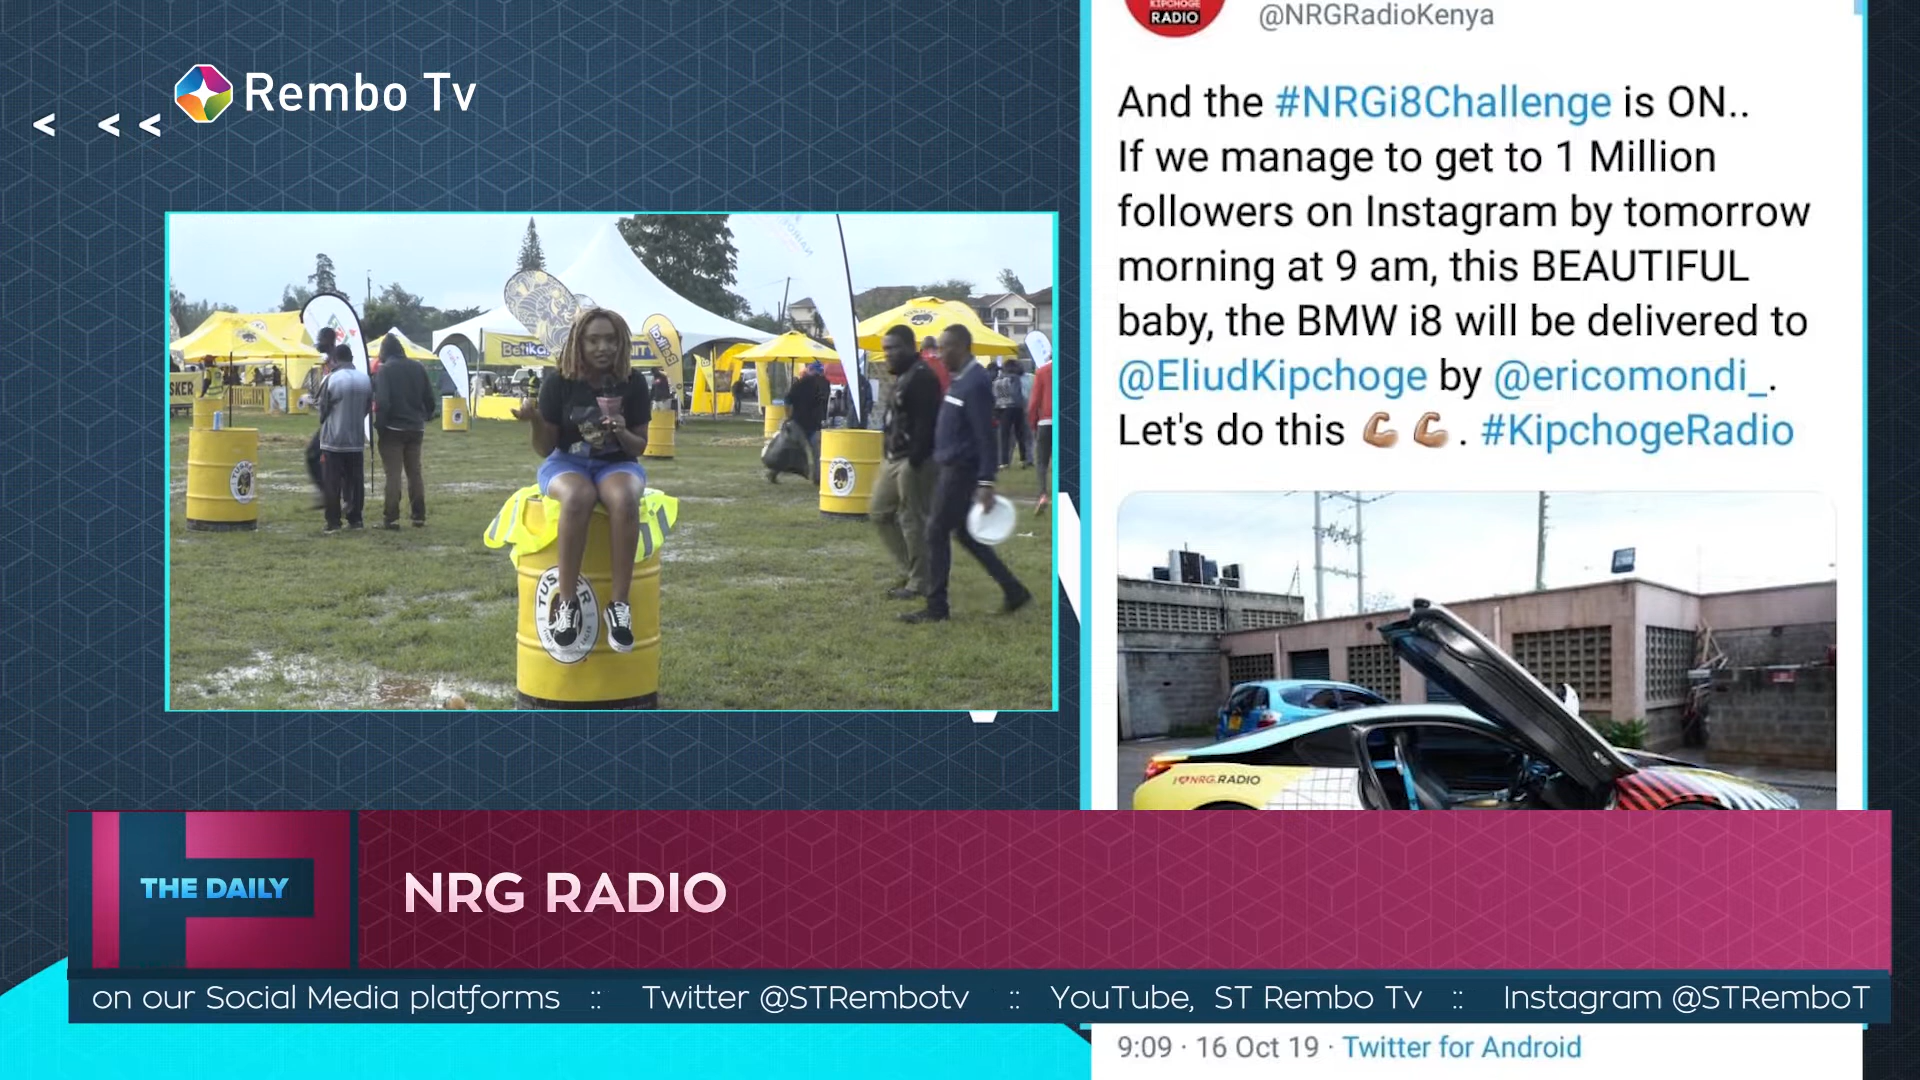 KIPCHOGE
RADIO
@NRGRadioKenya
Rembo Tv
< < <
And the #NRGi8Challenge is ON..
If we manage to get to 1 Million
followers on Instagram by tomorrow
morning at 9 am, this BEAUTIFUL
baby, the BMW i8 will be delivered to
@EliudKipchoge by @ericomondi_.
Let's do this 💪🏽 💪🏽 . #KipchogeRadio
Betika
SKER
TUSKER
NRG.RADIO
THE DAILY
NRG RADIO
on our Social Media platforms :: Twitter @STRembotv :: YouTube, ST Rembo Tv :: Instagram @STRemboT
9:09 · 16 Oct 19 · Twitter for Android